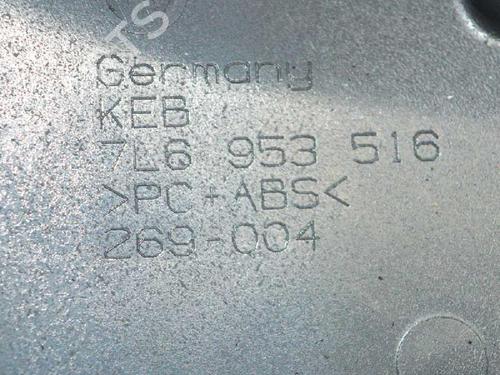 Germany
KEB
7L6 953 516
>PC+ABS<
269-004